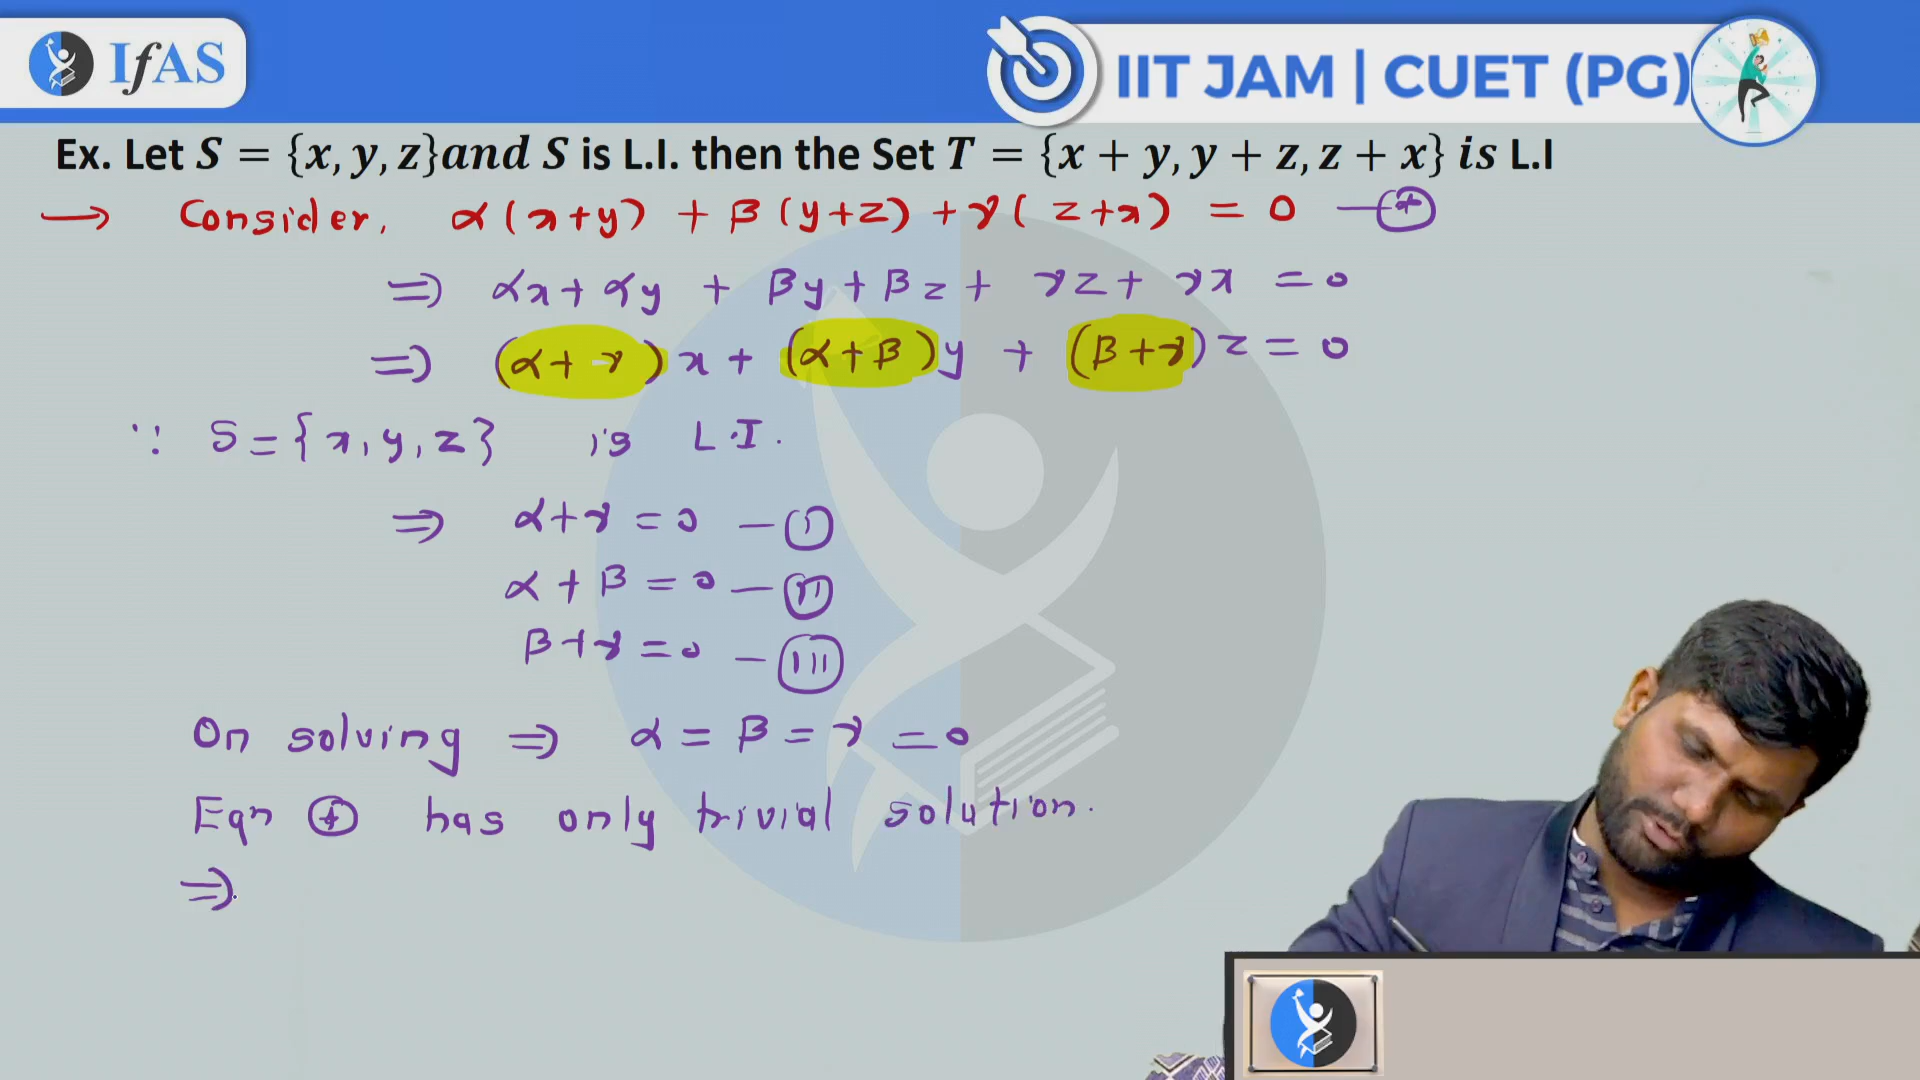 IfAS
IIT JAM | CUET (PG)
Ex. Let S = {x, y, z}and S is L.I. then the Set T = {x + y, y + z, z + x} is L.I
→ Consider, α(x+y) + β(y+z) + γ(z+x) = 0 —(*)
⇒ αx + αy + βy + βz + γz + γx = 0
⇒ (α+γ)x + (α+β)y + (β+γ)z = 0
∵ S = {x, y, z} is L.I.
⇒ α+γ = 0 —(I)
α + β = 0 —(II)
β+γ = 0 —(III)
On solving ⇒ α = β = γ = 0
Eqn (*) has only trivial solution.
⇒